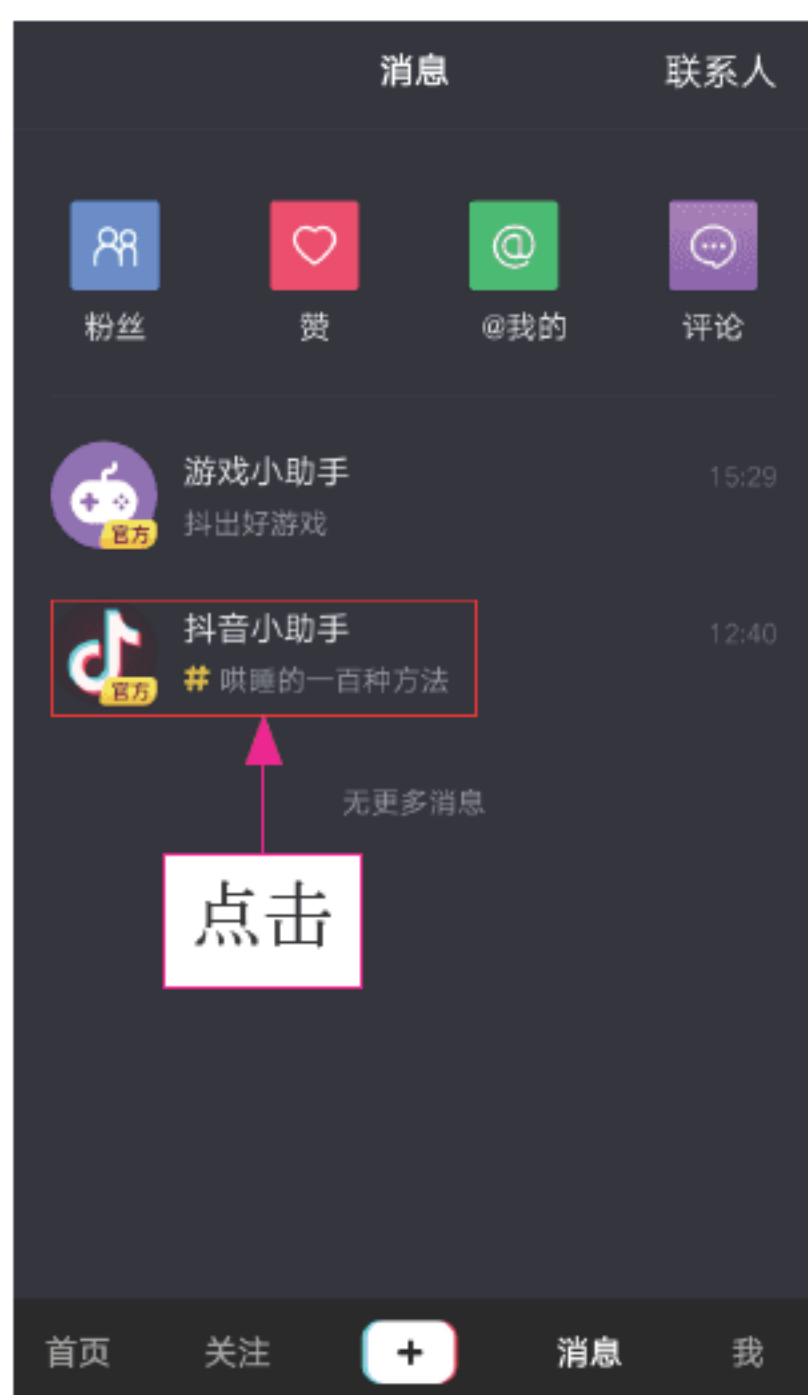 消息 联系人
粉丝 赞 @我的 评论
游戏小助手 15:29
官方 抖出好游戏
抖音小助手 12:40
官方 # 哄睡的一百种方法
无更多消息
点击
首页 关注 + 消息 我